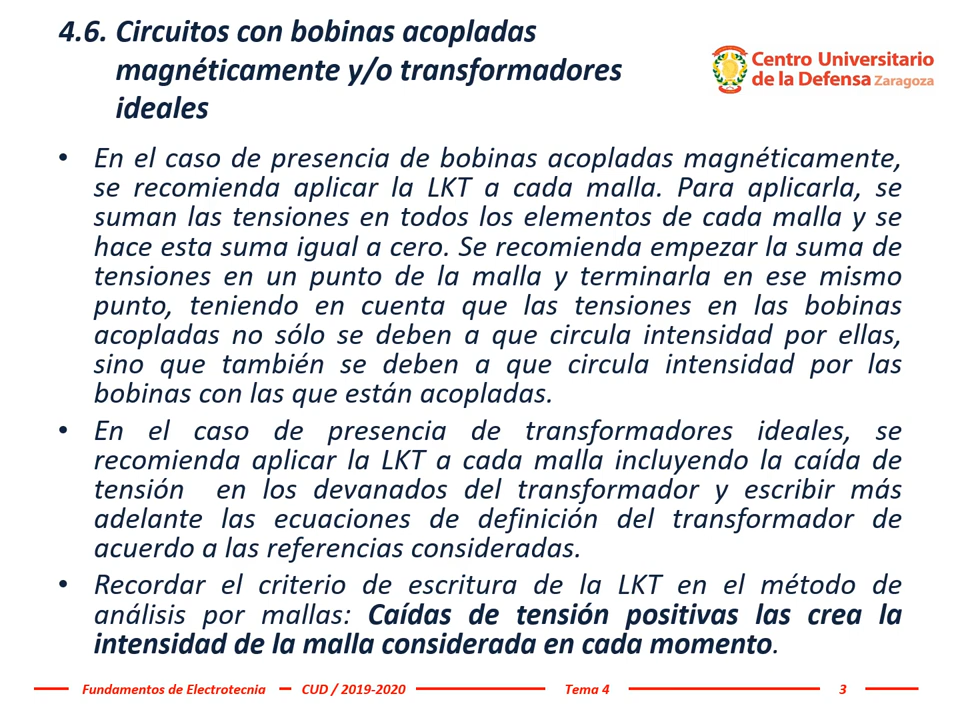 4.6. Circuitos con bobinas acopladas
magnéticamente y/o transformadores
ideales
Centro Universitario
de la Defensa Zaragoza
• En el caso de presencia de bobinas acopladas magnéticamente,
se recomienda aplicar la LKT a cada malla. Para aplicarla, se
suman las tensiones en todos los elementos de cada malla y se
hace esta suma igual a cero. Se recomienda empezar la suma de
tensiones en un punto de la malla y terminarla en ese mismo
punto, teniendo en cuenta que las tensiones en las bobinas
acopladas no sólo se deben a que circula intensidad por ellas,
sino que también se deben a que circula intensidad por las
bobinas con las que están acopladas.
• En el caso de presencia de transformadores ideales, se
recomienda aplicar la LKT a cada malla incluyendo la caída de
tensión en los devanados del transformador y escribir más
adelante las ecuaciones de definición del transformador de
acuerdo a las referencias consideradas.
• Recordar el criterio de escritura de la LKT en el método de
análisis por mallas: Caídas de tensión positivas las crea la
intensidad de la malla considerada en cada momento.
Fundamentos de Electrotecnia CUD / 2019-2020 Tema 4 3